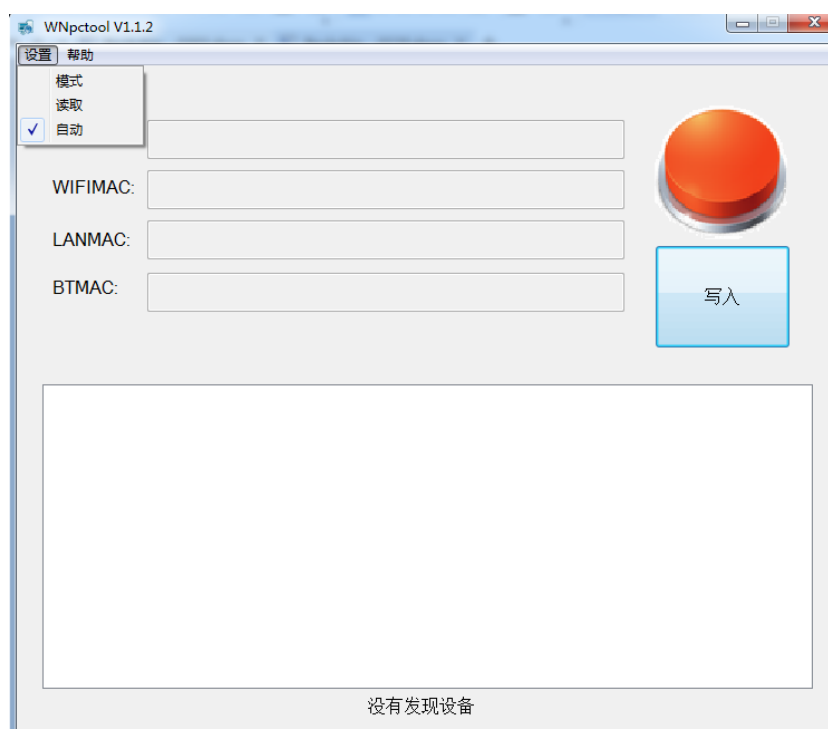 WNpctool V1.1.2
设置 帮助
模式
读取
自动
WIFIMAC:
LANMAC:
BTMAC:
写入
没有发现设备